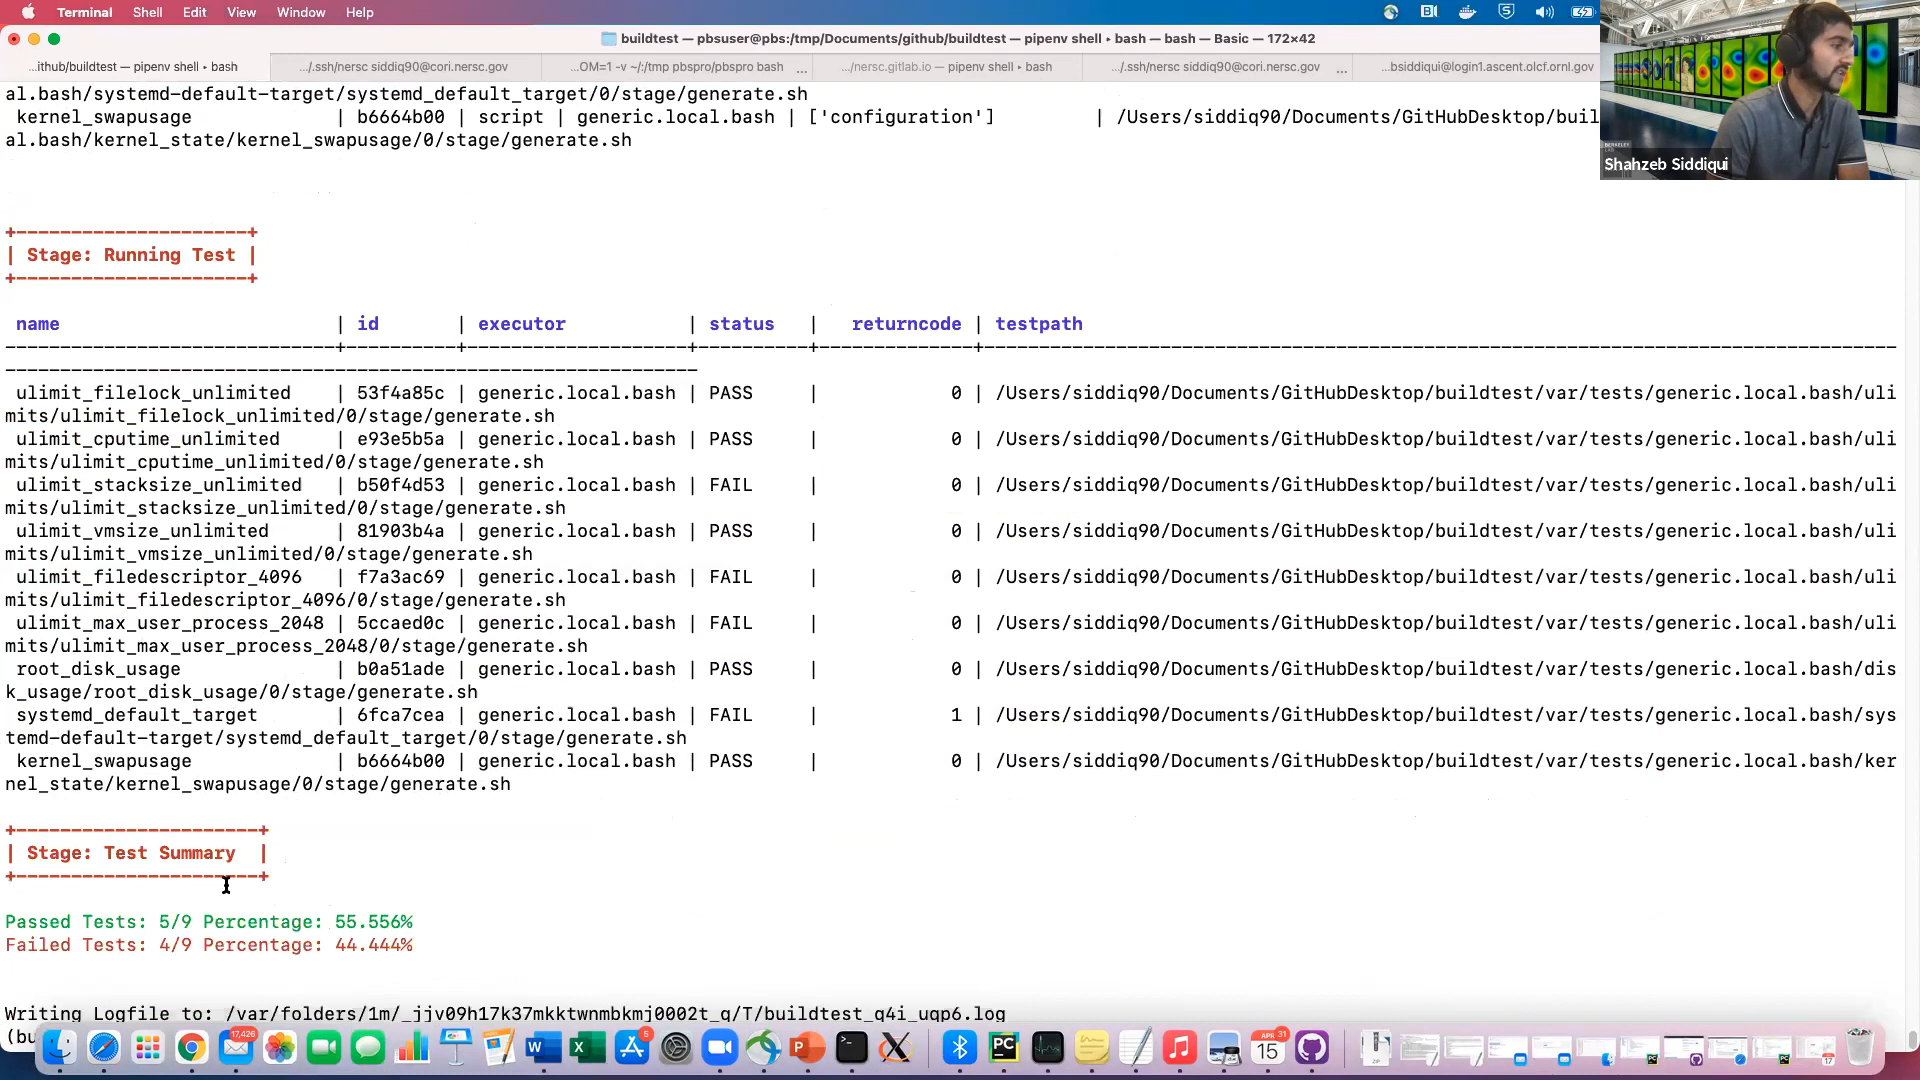 Terminal Shell Edit View Window Help
buildtest — pbsuser@pbs:/tmp/Documents/github/buildtest — pipenv shell ▸ bash — bash — Basic — 172×42
...ithub/buildtest — pipenv shell ▸ bash
.../.ssh/nersc siddiq90@cori.nersc.gov
...OM=1 -v ~/:/tmp pbspro/pbspro bash ...
.../nersc.gitlab.io — pipenv shell ▸ bash
.../.ssh/nersc siddiq90@cori.nersc.gov ...
...bsiddiqui@login1.ascent.olcf.ornl.gov
Shahzeb Siddiqui
al.bash/systemd-default-target/systemd_default_target/0/stage/generate.sh
kernel_swapusage | b6664b00 | script | generic.local.bash | ['configuration'] | /Users/siddiq90/Documents/GitHubDesktop/buil
al.bash/kernel_state/kernel_swapusage/0/stage/generate.sh
+----------------------+
| Stage: Running Test |
+----------------------+
name | id | executor | status | returncode | testpath
ulimit_filelock_unlimited | 53f4a85c | generic.local.bash | PASS | 0 | /Users/siddiq90/Documents/GitHubDesktop/buildtest/var/tests/generic.local.bash/uli
mits/ulimit_filelock_unlimited/0/stage/generate.sh
ulimit_cputime_unlimited | e93e5b5a | generic.local.bash | PASS | 0 | /Users/siddiq90/Documents/GitHubDesktop/buildtest/var/tests/generic.local.bash/uli
mits/ulimit_cputime_unlimited/0/stage/generate.sh
ulimit_stacksize_unlimited | b50f4d53 | generic.local.bash | FAIL | 0 | /Users/siddiq90/Documents/GitHubDesktop/buildtest/var/tests/generic.local.bash/uli
mits/ulimit_stacksize_unlimited/0/stage/generate.sh
ulimit_vmsize_unlimited | 81903b4a | generic.local.bash | PASS | 0 | /Users/siddiq90/Documents/GitHubDesktop/buildtest/var/tests/generic.local.bash/uli
mits/ulimit_vmsize_unlimited/0/stage/generate.sh
ulimit_filedescriptor_4096 | f7a3ac69 | generic.local.bash | FAIL | 0 | /Users/siddiq90/Documents/GitHubDesktop/buildtest/var/tests/generic.local.bash/uli
mits/ulimit_filedescriptor_4096/0/stage/generate.sh
ulimit_max_user_process_2048 | 5ccaed0c | generic.local.bash | FAIL | 0 | /Users/siddiq90/Documents/GitHubDesktop/buildtest/var/tests/generic.local.bash/uli
mits/ulimit_max_user_process_2048/0/stage/generate.sh
root_disk_usage | b0a51ade | generic.local.bash | PASS | 0 | /Users/siddiq90/Documents/GitHubDesktop/buildtest/var/tests/generic.local.bash/dis
k_usage/root_disk_usage/0/stage/generate.sh
systemd_default_target | 6fca7cea | generic.local.bash | FAIL | 1 | /Users/siddiq90/Documents/GitHubDesktop/buildtest/var/tests/generic.local.bash/sys
temd-default-target/systemd_default_target/0/stage/generate.sh
kernel_swapusage | b6664b00 | generic.local.bash | PASS | 0 | /Users/siddiq90/Documents/GitHubDesktop/buildtest/var/tests/generic.local.bash/ker
nel_state/kernel_swapusage/0/stage/generate.sh
+-----------------------+
| Stage: Test Summary |
+-----------------------+
Passed Tests: 5/9 Percentage: 55.556%
Failed Tests: 4/9 Percentage: 44.444%
Writing Logfile to: /var/folders/1m/_jjv09h17k37mkktwnmbkmj0002t_q/T/buildtest_q4i_ugp6.log
(bu
17,426
5
APR 31
15
17